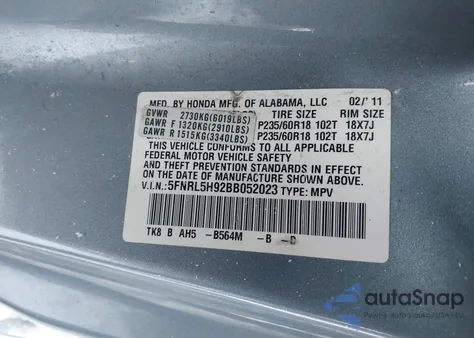 MFD. BY HONDA MFG. OF ALABAMA, LLC 02/'11
GVWR 2730KG(6019LBS) TIRE SIZE RIM SIZE
GAWR F 1320KG(2910LBS) P235/60R18 102T 18X7J
GAWR R 1515KG(3340LBS) P235/60R18 102T 18X7J
THIS VEHICLE CONFORMS TO ALL APPLICABLE
FEDERAL MOTOR VEHICLE SAFETY, BUMPER,
AND THEFT PREVENTION STANDARDS IN EFFECT
ON THE DATE OF MANUFACTURE SHOWN ABOVE.
V.I.N.: 5FNRL5H92BB052023 TYPE: MPV
TK8 B AH5 -B564M -B -D
autoSnap